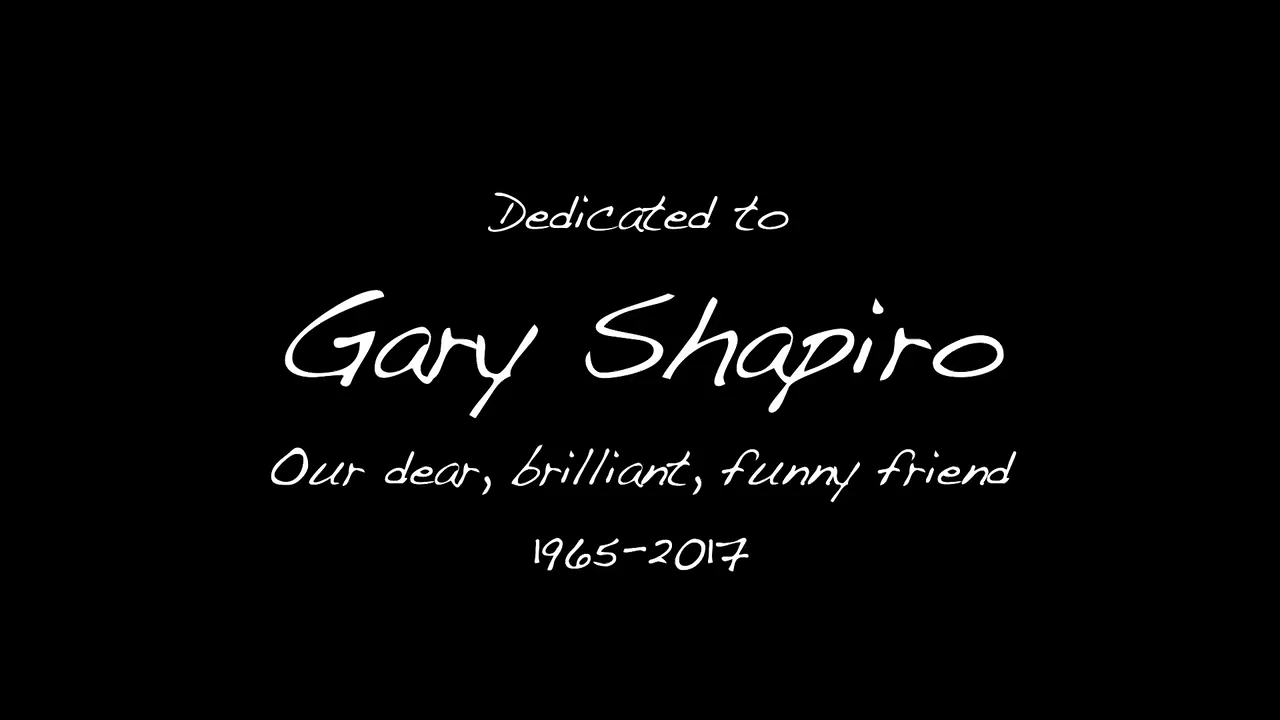 Dedicated to
Gary Shapiro
Our dear, brilliant, funny friend
1965-2017